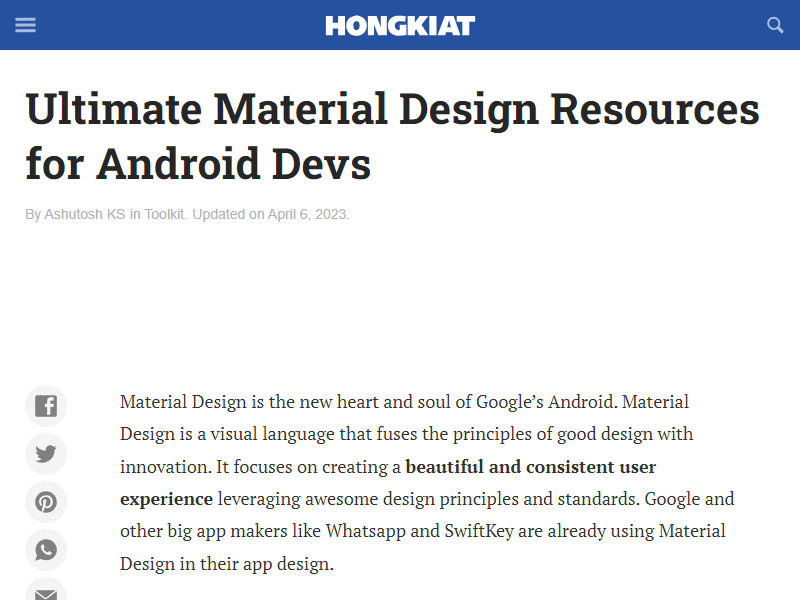 HONGKIAT
Ultimate Material Design Resources
for Android Devs
By Ashutosh KS in Toolkit. Updated on April 6, 2023.
Material Design is the new heart and soul of Google’s Android. Material
Design is a visual language that fuses the principles of good design with
innovation. It focuses on creating a beautiful and consistent user
experience leveraging awesome design principles and standards. Google and
other big app makers like Whatsapp and SwiftKey are already using Material
Design in their app design.